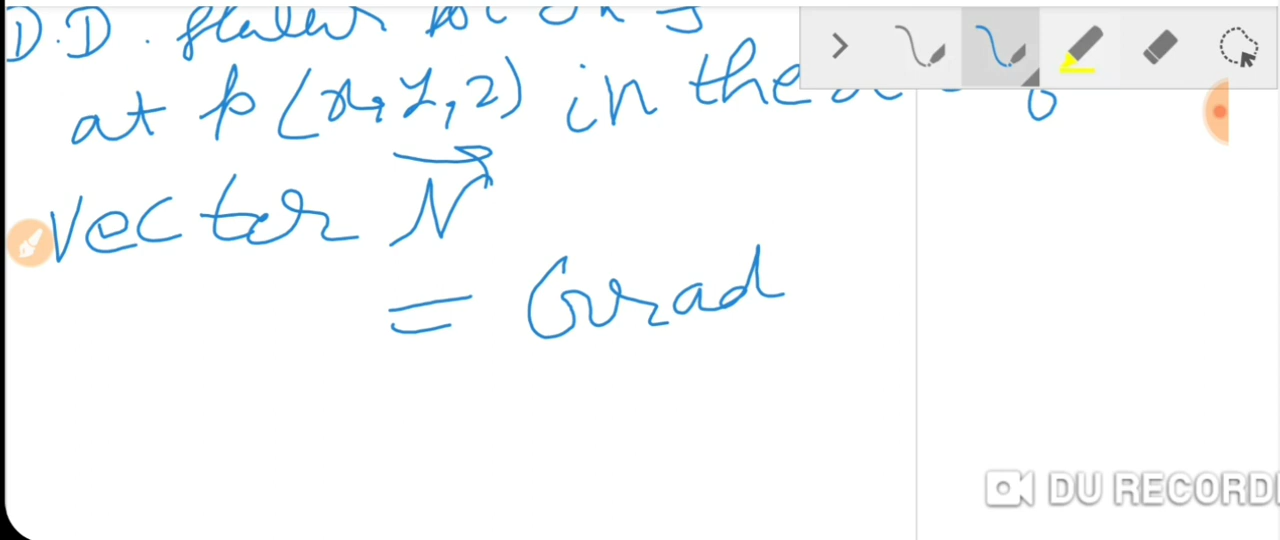 D.D.
at p(x,y,z) in the
vector N
= Grad
DU RECORD